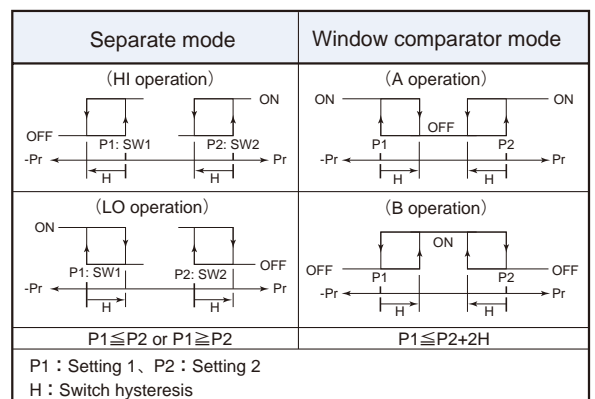 Separate mode
Window comparator mode
（HI operation）
ON
OFF
P1: SW1
P2: SW2
-Pr
Pr
H
H
（A operation）
ON
ON
OFF
P1
P2
-Pr
Pr
H
H
（LO operation）
ON
P1: SW1
P2: SW2
OFF
-Pr
Pr
H
H
（B operation）
ON
OFF
P1
P2
OFF
-Pr
Pr
H
H
P1≦P2 or P1≧P2
P1≦P2+2H
P1：Setting 1、P2：Setting 2
H：Switch hysteresis